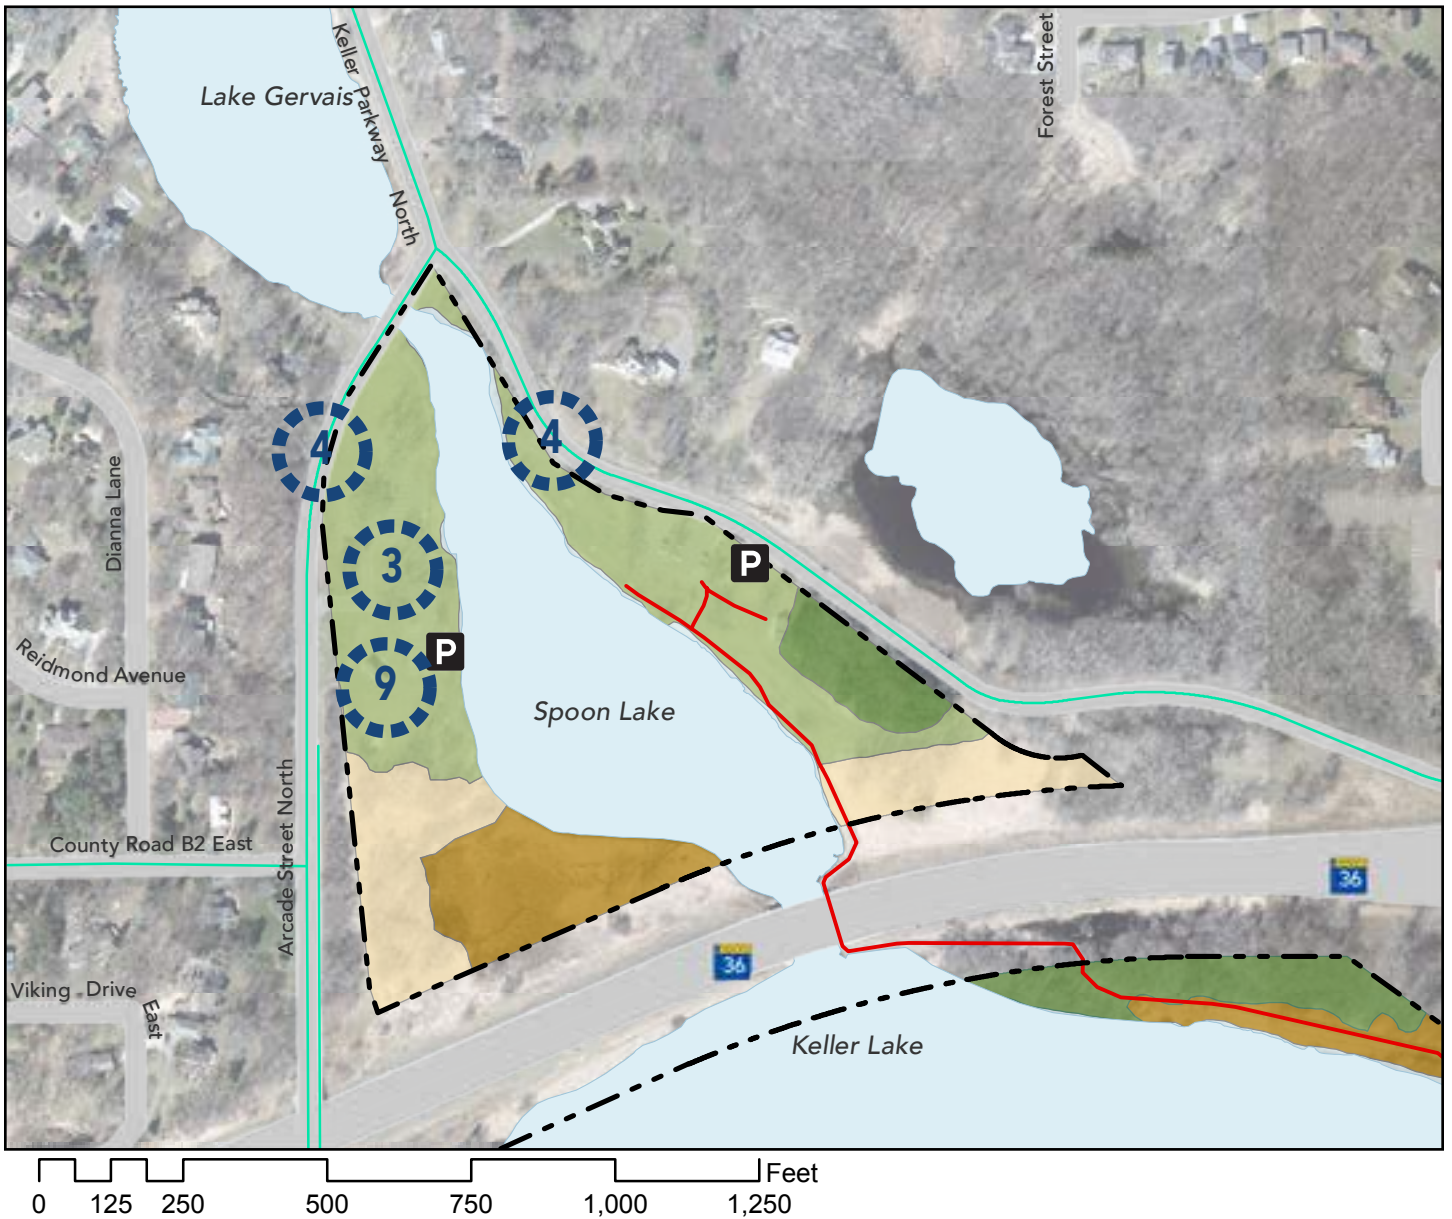 Lake Gervais
Keller Parkway North
Forest Street
4
4
3
P
P
9
Dianna Lane
Reidmond Avenue
Spoon Lake
County Road B2 East
Arcade Street North
36
36
Viking Drive East
Keller Lake
0 125 250 500 750 1,000 1,250
Feet